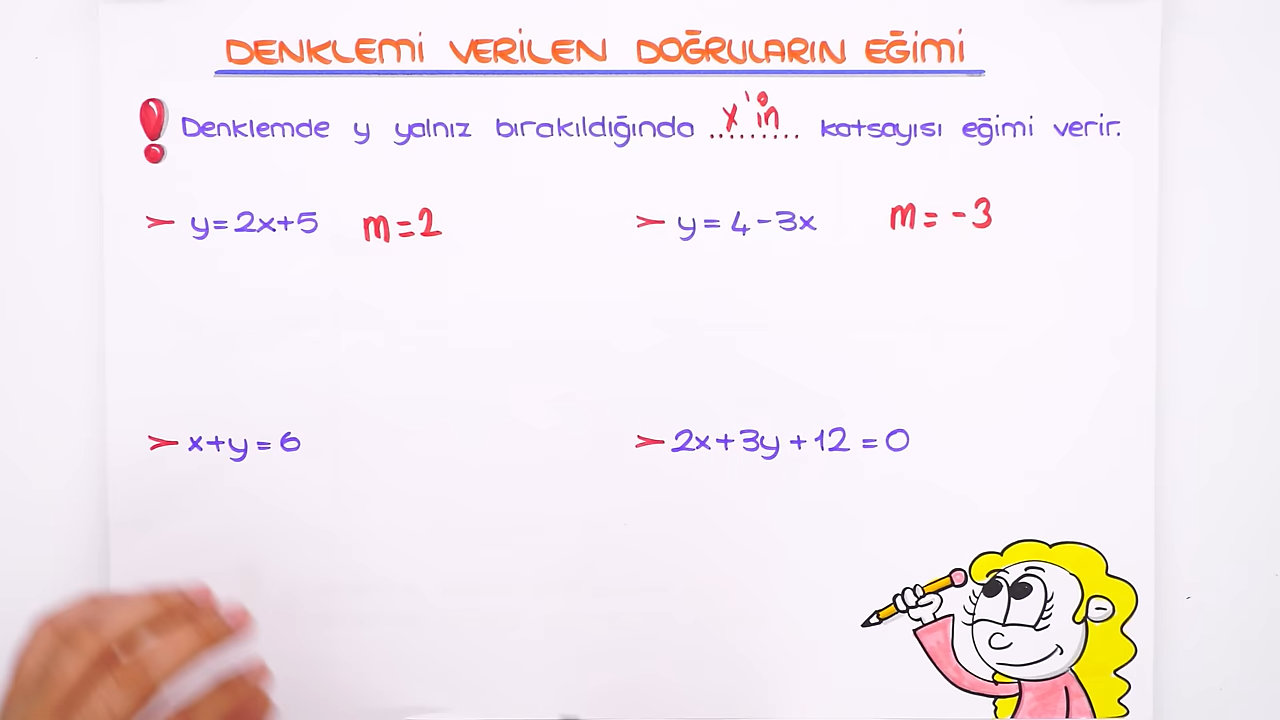 DENKLEMİ VERİLEN DOĞRULARIN EĞİMİ
! Denklemde y yalnız bırakıldığında ..x'in.. katsayısı eğimi verir.
➤ y=2x+5 m=2
➤ y=4-3x m=-3
➤ x+y=6
➤ 2x+3y+12=0